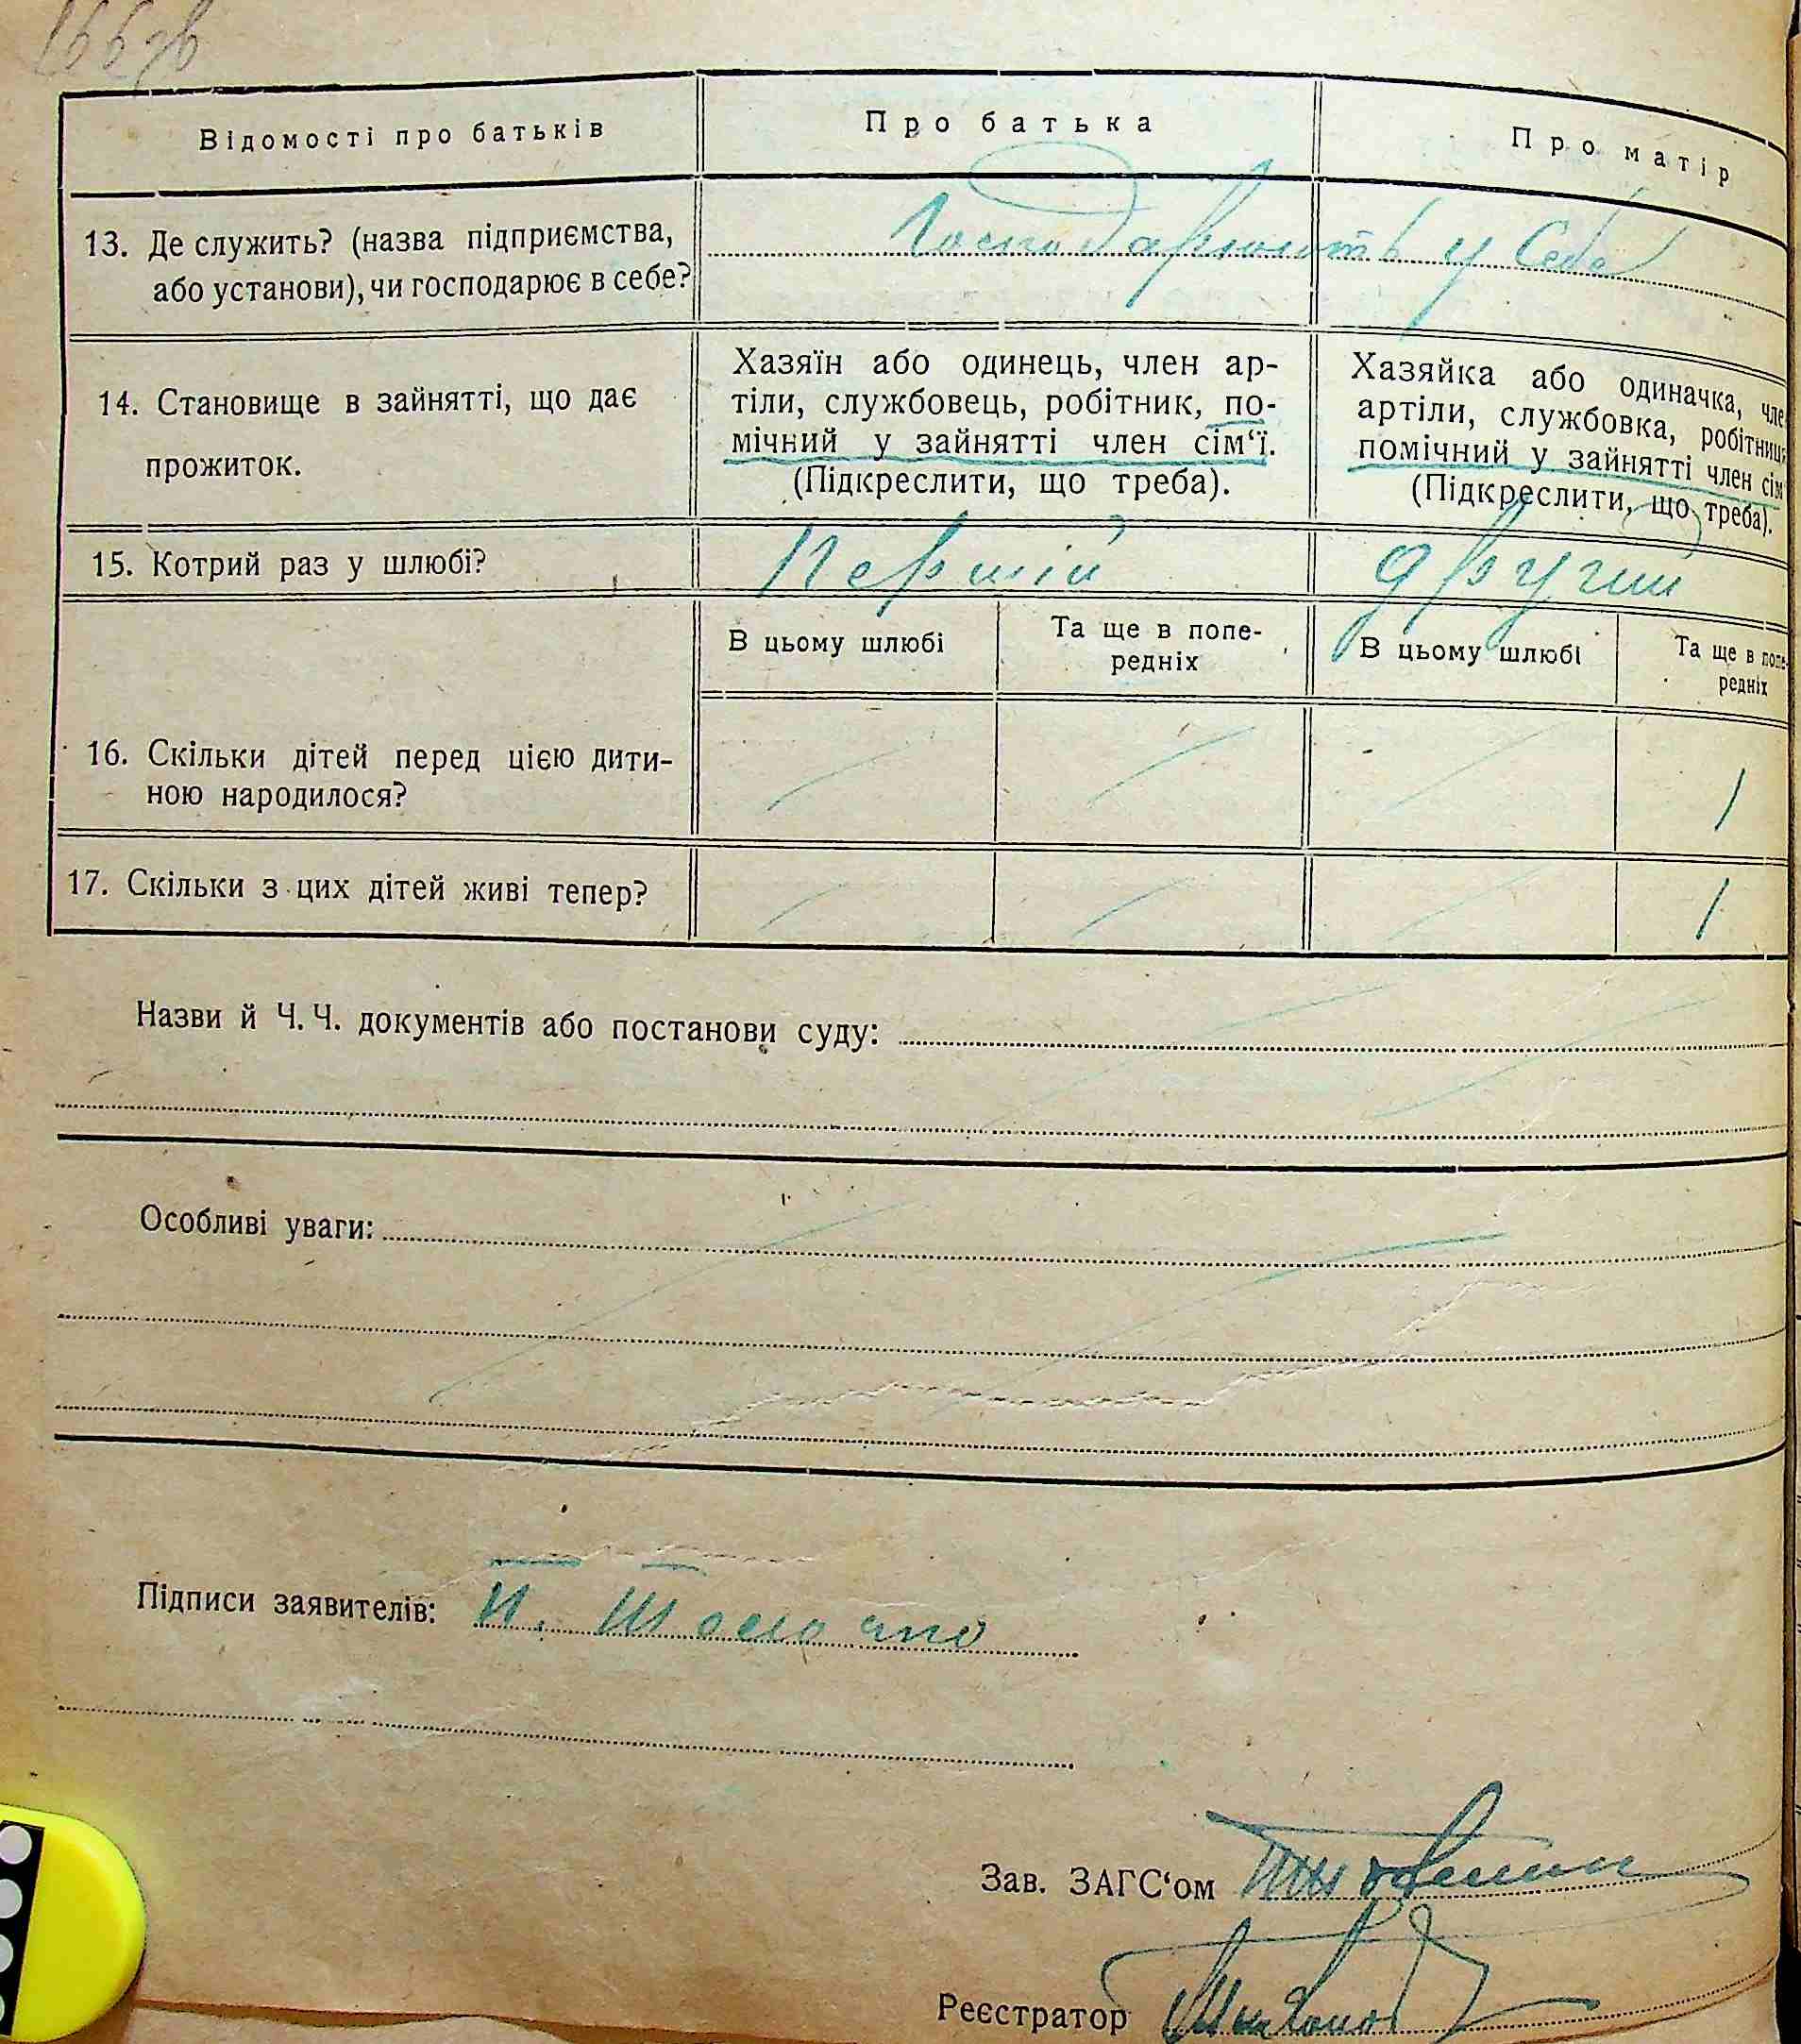 166зв
Відомості про батьків
Про батька
Про матір
13. Де служить? (назва підприємства,
або установи), чи господарює в себе?
Господарюють у себе
14. Становище в зайнятті, що дає
прожиток.
Хазяїн або одинець, член ар-
тіли, службовець, робітник, по-
мічний у зайнятті член сім‘ї.
(Підкреслити, що треба).
Хазяйка або одиначка, чле
артіли, службовка, робітниця
помічний у зайнятті член сім
(Підкреслити, що треба).
15. Котрий раз у шлюбі?
Першій
другий
В цьому шлюбі
Та ще в попе-
редніх
В цьому шлюбі
Та ще в попе-
редніх
16. Скільки дітей перед цією дити-
ною народилося?
1
17. Скільки з цих дітей живі тепер?
1
Назви й Ч. Ч. документів або постанови суду:
Особливі уваги:
Підписи заявителів:
Зав. ЗАГС‘ом
Реєстратор